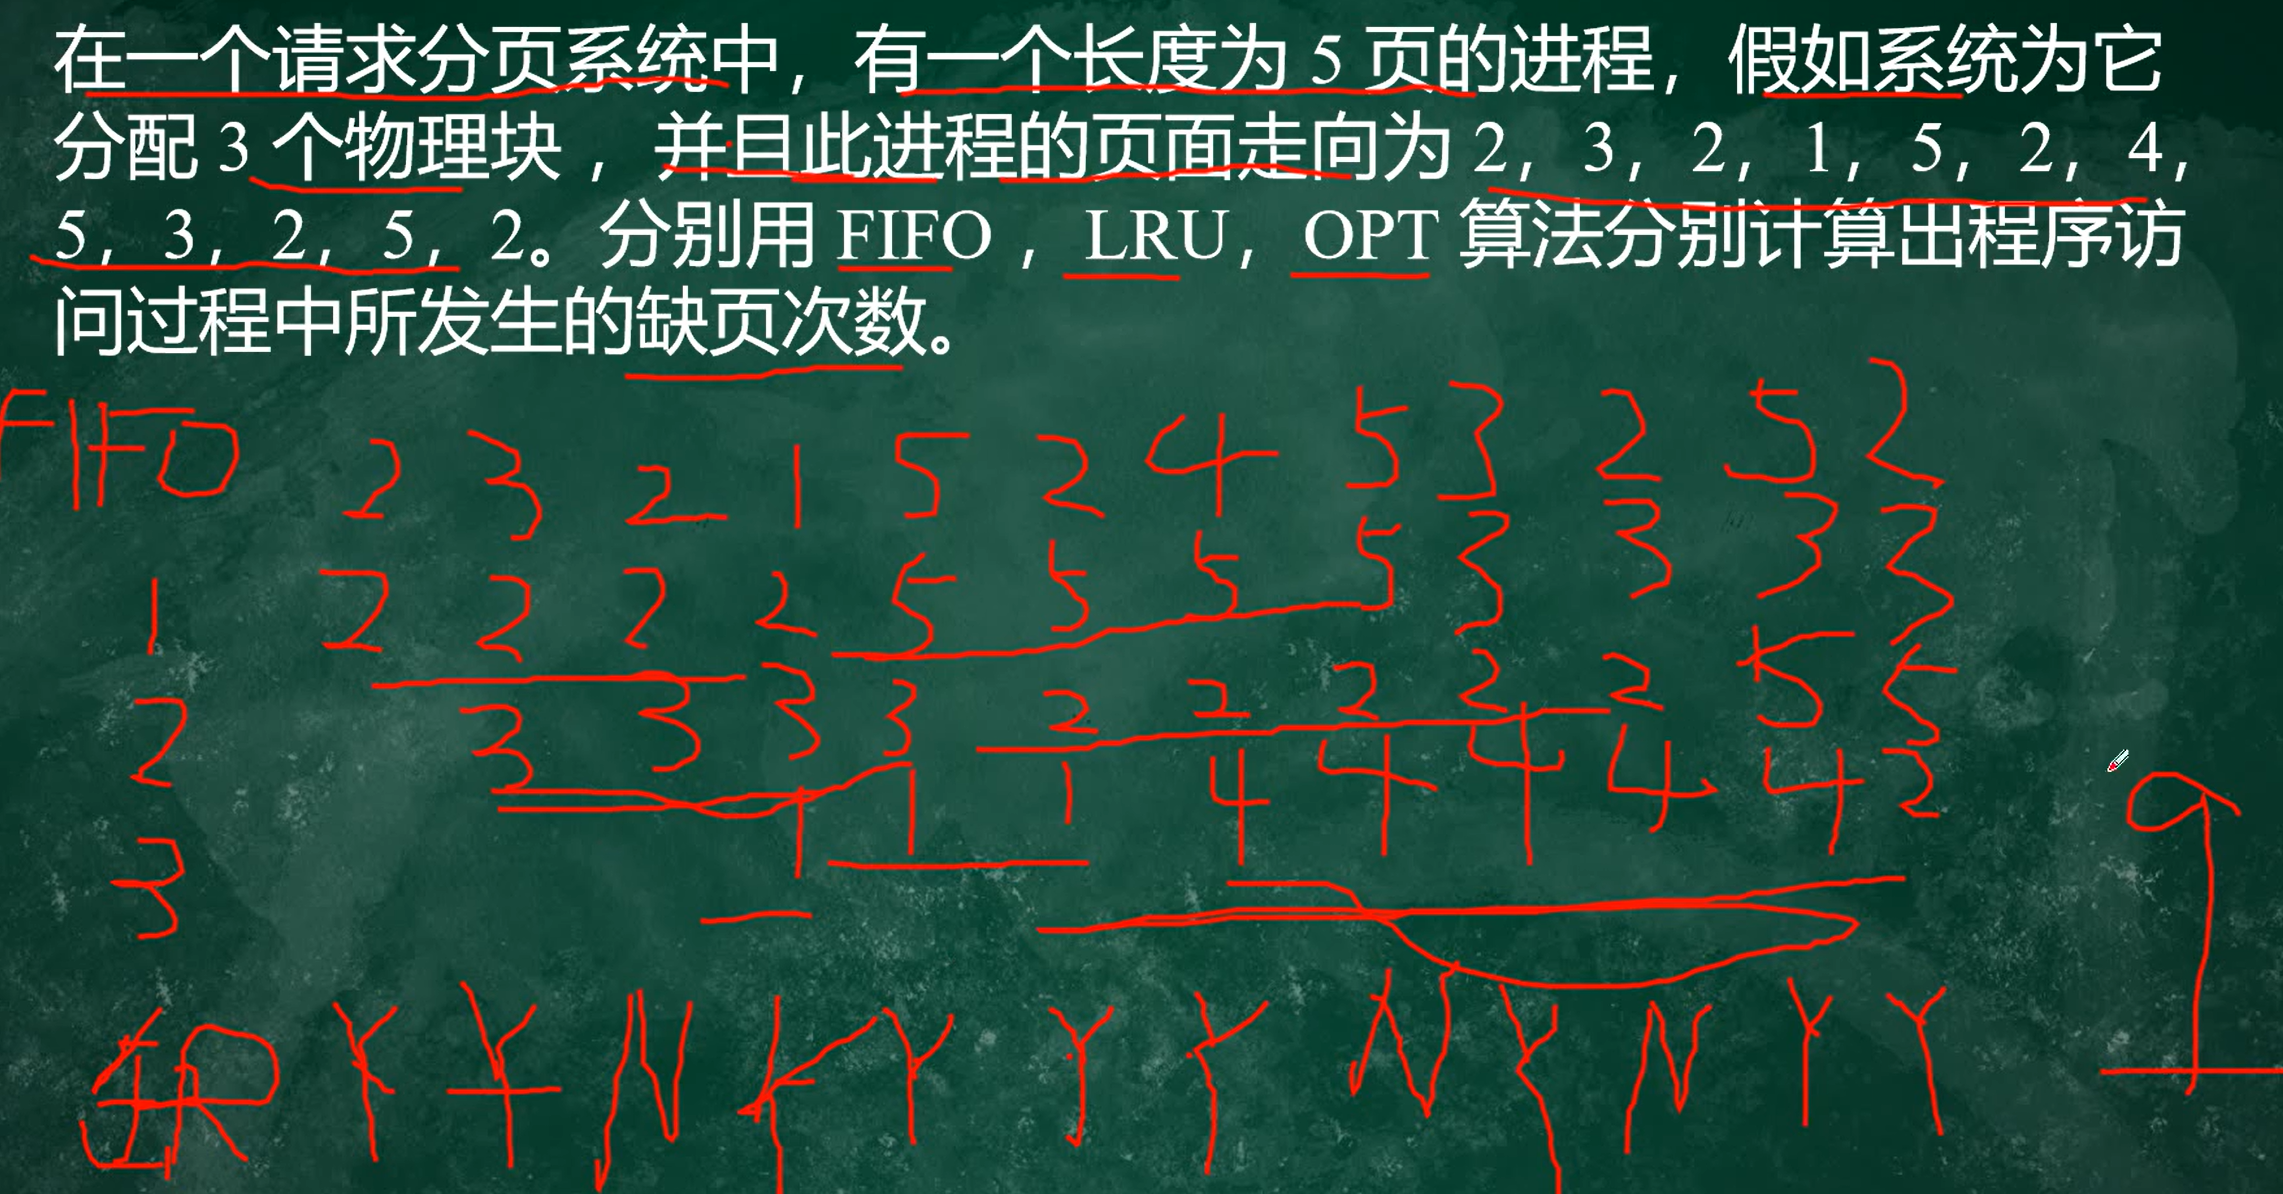 在一个请求分页系统中，有一个长度为 5 页的进程，假如系统为它
分配 3 个物理块 ，并且此进程的页面走向为 2，3，2，1，5，2，4，
5，3，2，5，2。分别用 FIFO ，LRU，OPT 算法分别计算出程序访
问过程中所发生的缺页次数。
FIFO 2 3 2 1 5 2 4 5 3 2 5 2
1 2 2 2 2 5 5 5 5 3 3 3 3
2 3 3 3 3 2 2 2 2 2 5 5
3 1 1 1 4 4 4 4 4 2
缺 Y Y N Y Y Y Y N Y N Y Y
9